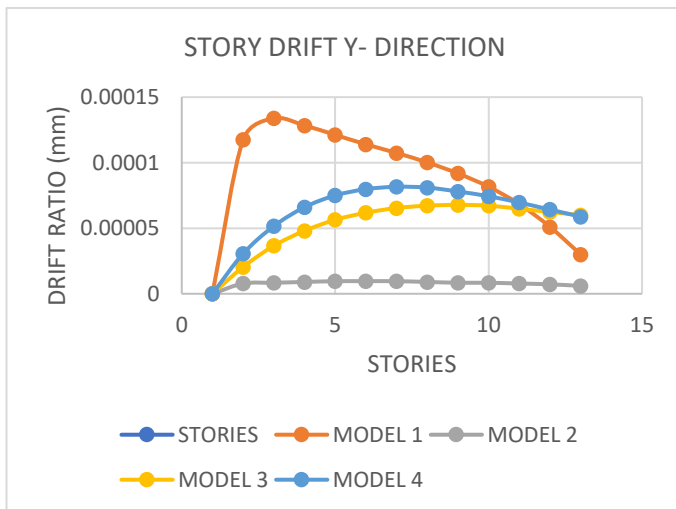 STORY DRIFT Y- DIRECTION
DRIFT RATIO (mm)
0.00015
0.0001
0.00005
0
0 5 10 15
STORIES
STORIES MODEL 1 MODEL 2
MODEL 3 MODEL 4